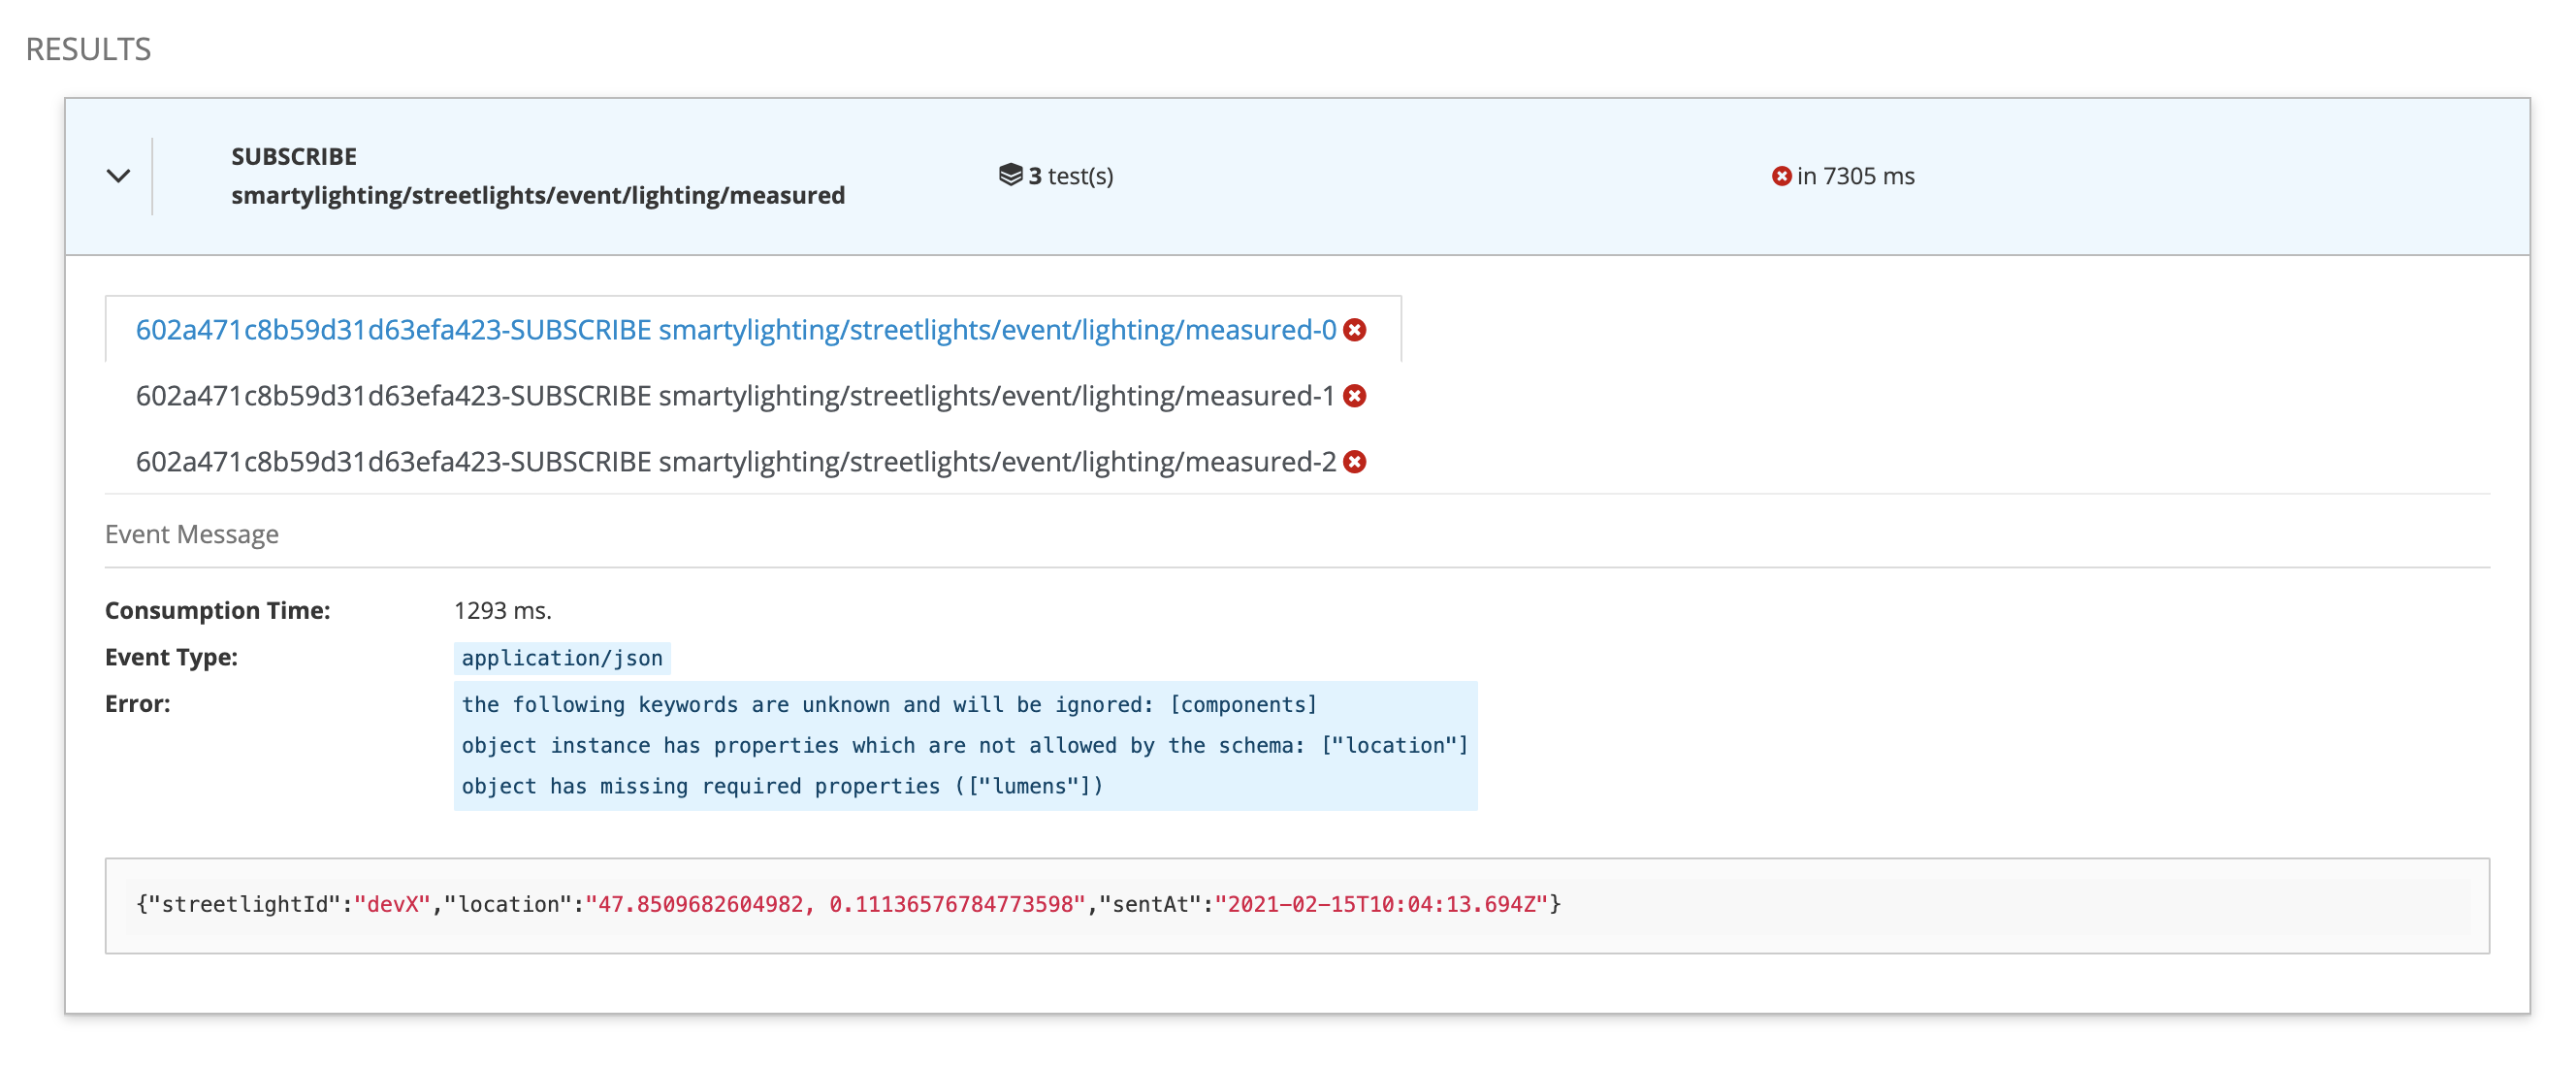 RESULTS
SUBSCRIBE
smartylighting/streetlights/event/lighting/measured
3 test(s)
in 7305 ms
602a471c8b59d31d63efa423-SUBSCRIBE smartylighting/streetlights/event/lighting/measured-0
602a471c8b59d31d63efa423-SUBSCRIBE smartylighting/streetlights/event/lighting/measured-1
602a471c8b59d31d63efa423-SUBSCRIBE smartylighting/streetlights/event/lighting/measured-2
Event Message
Consumption Time: 1293 ms.
Event Type: application/json
Error: the following keywords are unknown and will be ignored: [components]
object instance has properties which are not allowed by the schema: ["location"]
object has missing required properties (["lumens"])
{"streetlightId":"devX","location":"47.8509682604982, 0.11136576784773598","sentAt":"2021-02-15T10:04:13.694Z"}